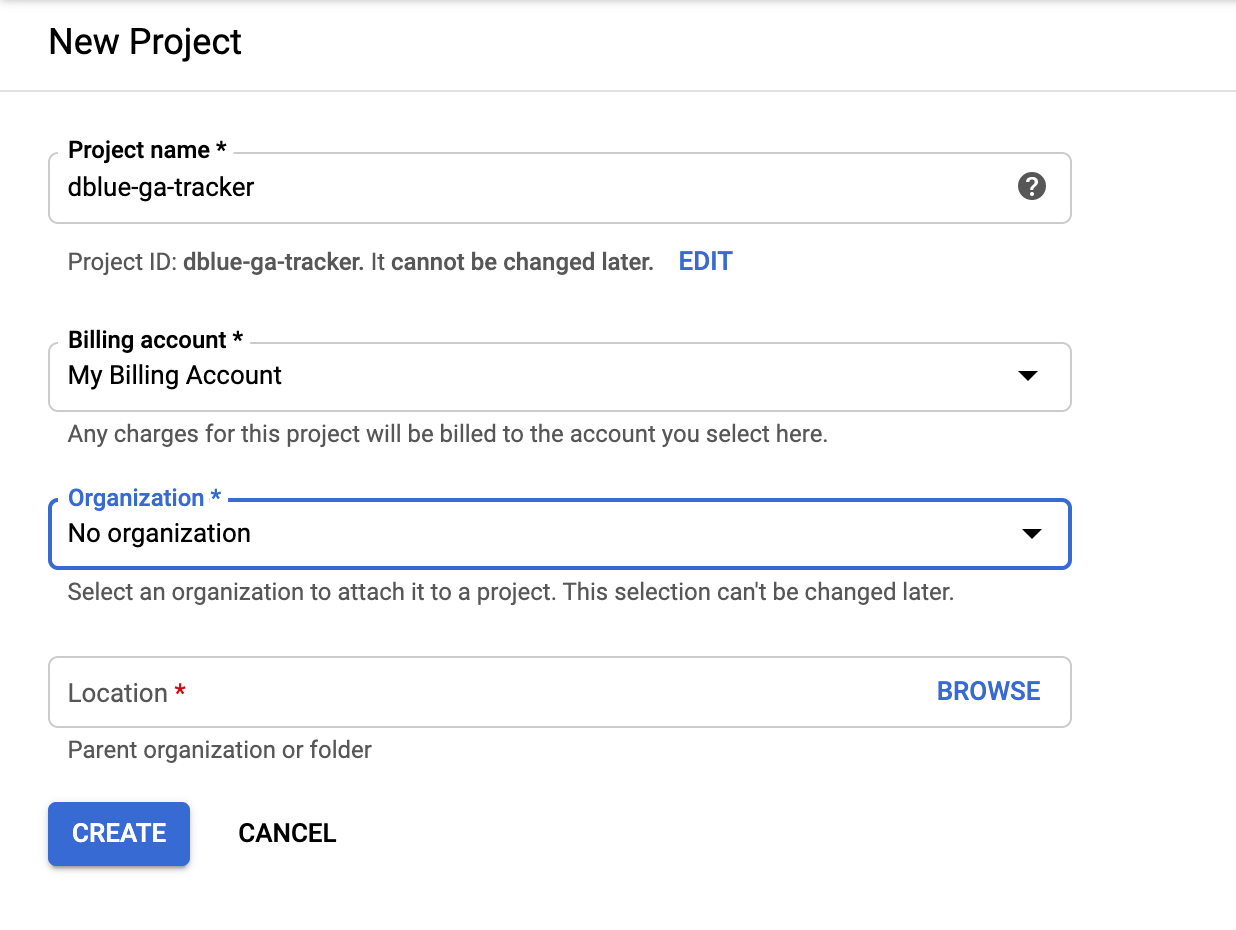 New Project
Project name *
dblue-ga-tracker
Project ID: dblue-ga-tracker. It cannot be changed later. EDIT
Billing account *
My Billing Account
Any charges for this project will be billed to the account you select here.
Organization *
No organization
Select an organization to attach it to a project. This selection can't be changed later.
Location * BROWSE
Parent organization or folder
CREATE CANCEL